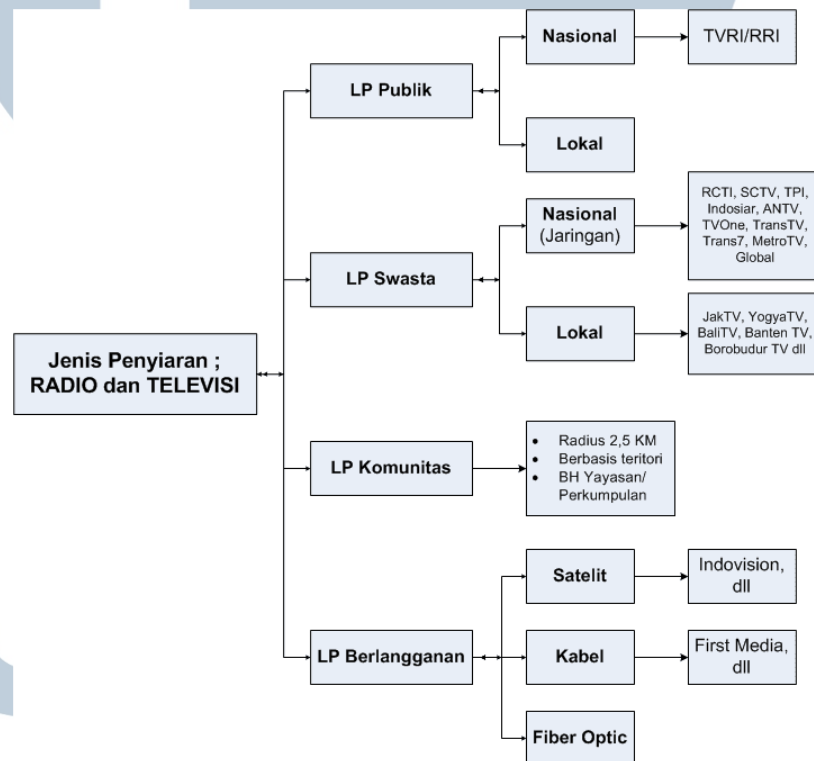 Jenis Penyiaran ;
RADIO dan TELEVISI
LP Publik
Nasional
TVRI/RRI
Lokal
LP Swasta
Nasional
(Jaringan)
RCTI, SCTV, TPI,
Indosiar, ANTV,
TVOne, TransTV,
Trans7, MetroTV,
Global
Lokal
JakTV, YogyaTV,
BaliTV, Banten TV,
Borobudur TV dll
LP Komunitas
• Radius 2,5 KM
• Berbasis teritori
• BH Yayasan/
Perkumpulan
LP Berlangganan
Satelit
Indovision,
dll
Kabel
First Media,
dll
Fiber Optic